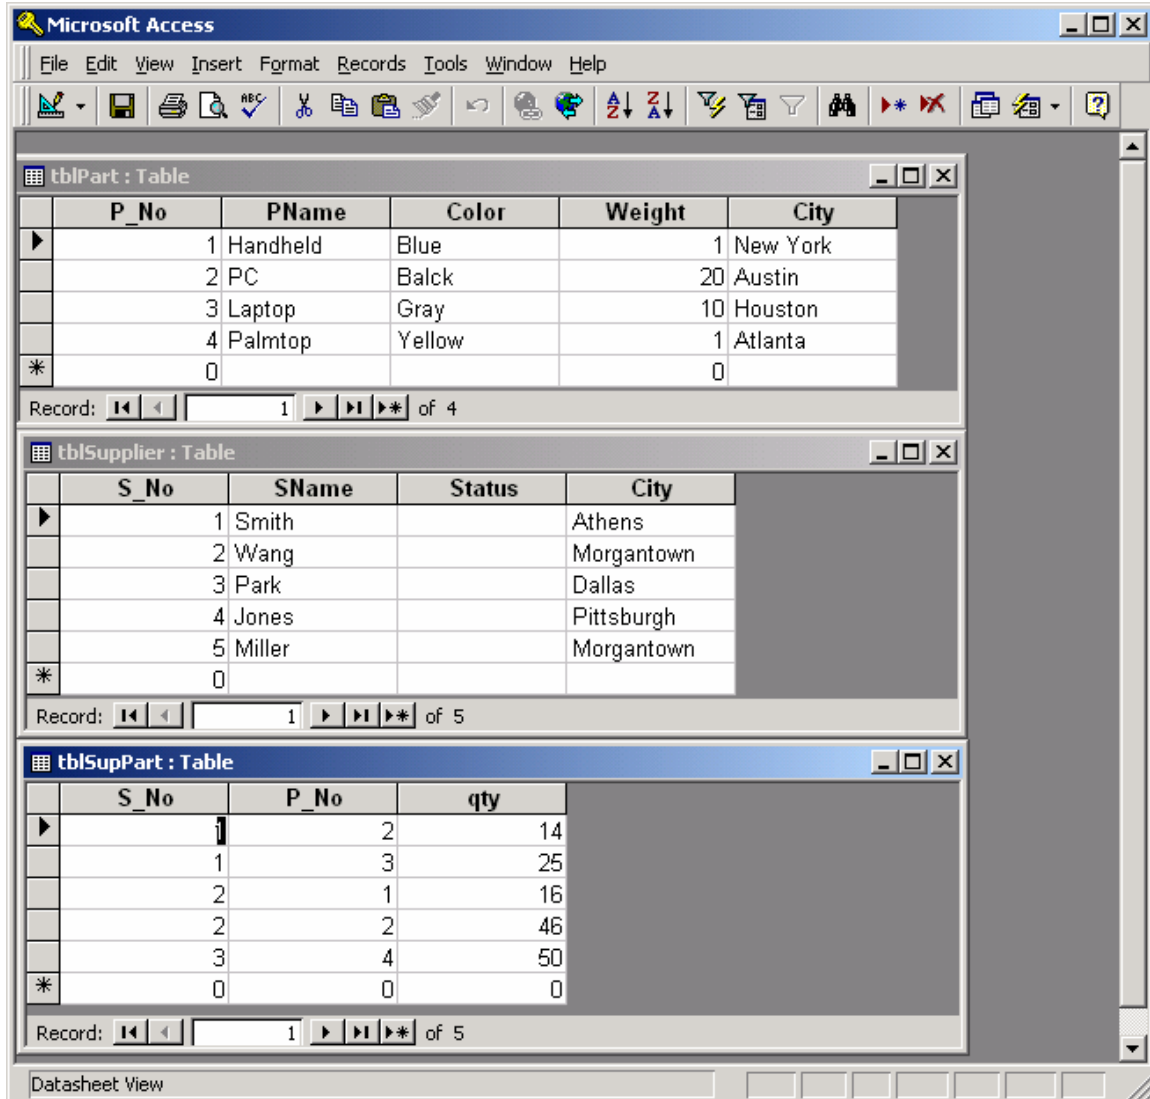 Microsoft Access
File Edit View Insert Format Records Tools Window Help
ABC A Z Z A
tblPart : Table
P_No PName Color Weight City
1 Handheld Blue 1 New York
2 PC Balck 20 Austin
3 Laptop Gray 10 Houston
4 Palmtop Yellow 1 Atlanta
0 0
Record: 1 of 4
tblSupplier : Table
S_No SName Status City
1 Smith Athens
2 Wang Morgantown
3 Park Dallas
4 Jones Pittsburgh
5 Miller Morgantown
0
Record: 1 of 5
tblSupPart : Table
S_No P_No qty
1 2 14
1 3 25
2 1 16
2 2 46
3 4 50
0 0 0
Record: 1 of 5
Datasheet View